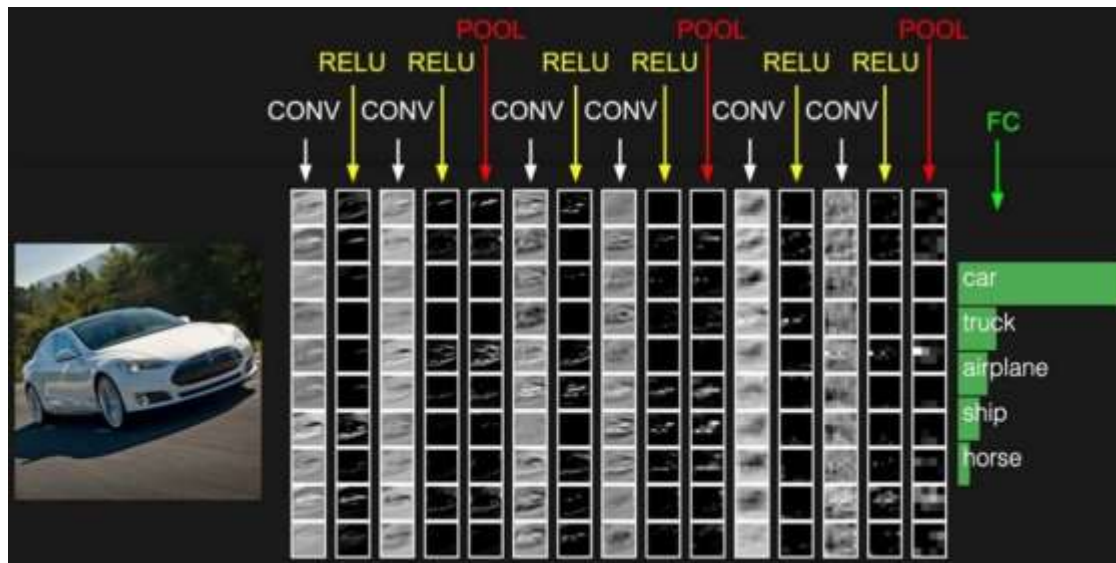 POOL POOL POOL
RELU RELU RELU RELU RELU RELU
CONV CONV CONV CONV CONV CONV
FC
car
truck
airplane
ship
horse